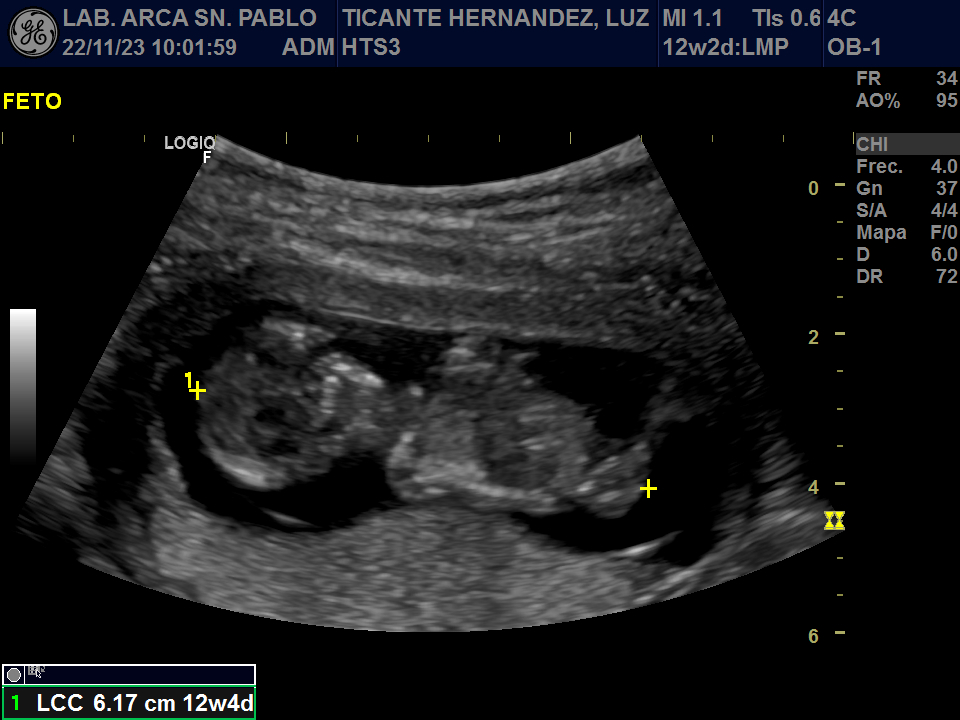 LAB. ARCA SN. PABLO
22/11/23 10:01:59 ADM
TICANTE HERNANDEZ, LUZ
HTS3
MI 1.1 TIs 0.6
12w2d:LMP
4C
OB-1
FETO
FR 34
AO% 95
LOGIQ
F
CHI
Frec. 4.0
Gn 37
S/A 4/4
Mapa F/0
D 6.0
DR 72
0
2
4
6
1
1 LCC 6.17 cm 12w4d